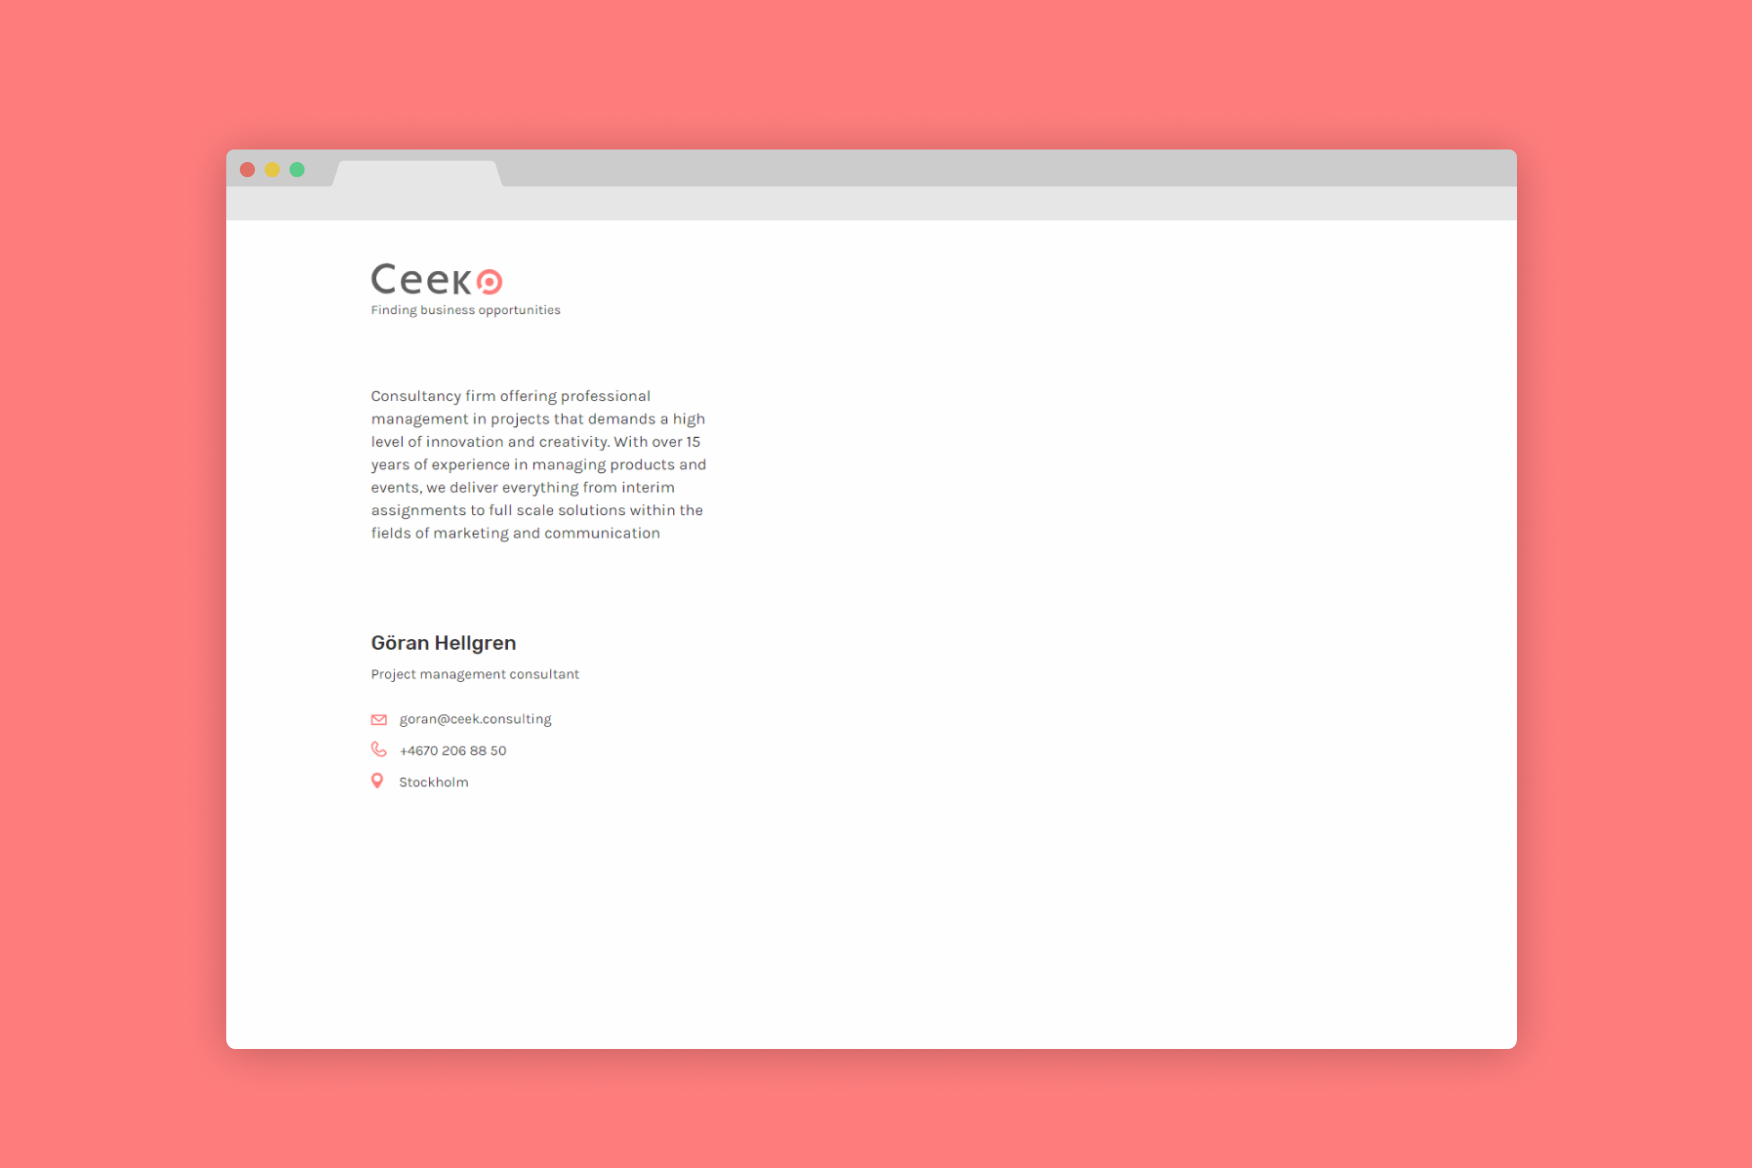 Ceek
Finding business opportunities
Consultancy firm offering professional
management in projects that demands a high
level of innovation and creativity. With over 15
years of experience in managing products and
events, we deliver everything from interim
assignments to full scale solutions within the
fields of marketing and communication
Göran Hellgren
Project management consultant
goran@ceek.consulting
+4670 206 88 50
Stockholm